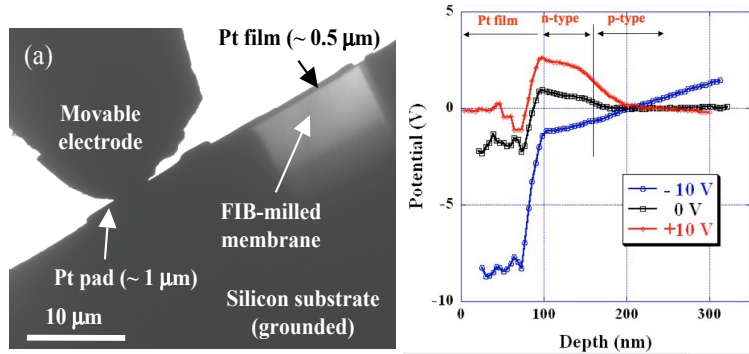 (a)
Pt film (~ 0.5 μm)
Movable
electrode
FIB-milled
membrane
Pt pad (~ 1 μm)
Silicon substrate
(grounded)
10 μm
Pt film
n-type
p-type
5
0
-5
-10
Potential (V)
- 10 V
0 V
+10 V
0
100
200
300
Depth (nm)